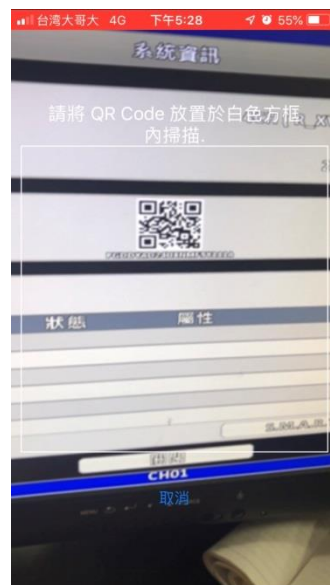 台湾大哥大 4G 下午5:28 55%
系統資訊
請將 QR Code 放置於白色方框
內掃描.
狀態 屬性
S.M.A.R.T
CH01
取消